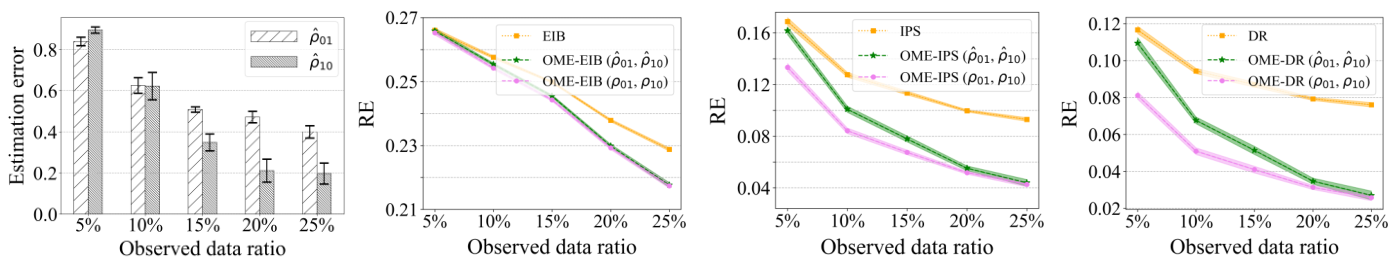 Estimation error
0.8
0.6
0.4
0.2
0.0
ρ̂₀₁
ρ̂₁₀
5% 10% 15% 20% 25%
Observed data ratio
RE
0.27
0.25
0.23
0.21
EIB
OME-EIB (ρ̂₀₁, ρ̂₁₀)
OME-EIB (ρ₀₁, ρ₁₀)
5% 10% 15% 20% 25%
Observed data ratio
RE
0.16
0.12
0.08
0.04
IPS
OME-IPS (ρ̂₀₁, ρ̂₁₀)
OME-IPS (ρ₀₁, ρ₁₀)
5% 10% 15% 20% 25%
Observed data ratio
RE
0.12
0.10
0.08
0.06
0.04
0.02
DR
OME-DR (ρ̂₀₁, ρ̂₁₀)
OME-DR (ρ₀₁, ρ₁₀)
5% 10% 15% 20% 25%
Observed data ratio